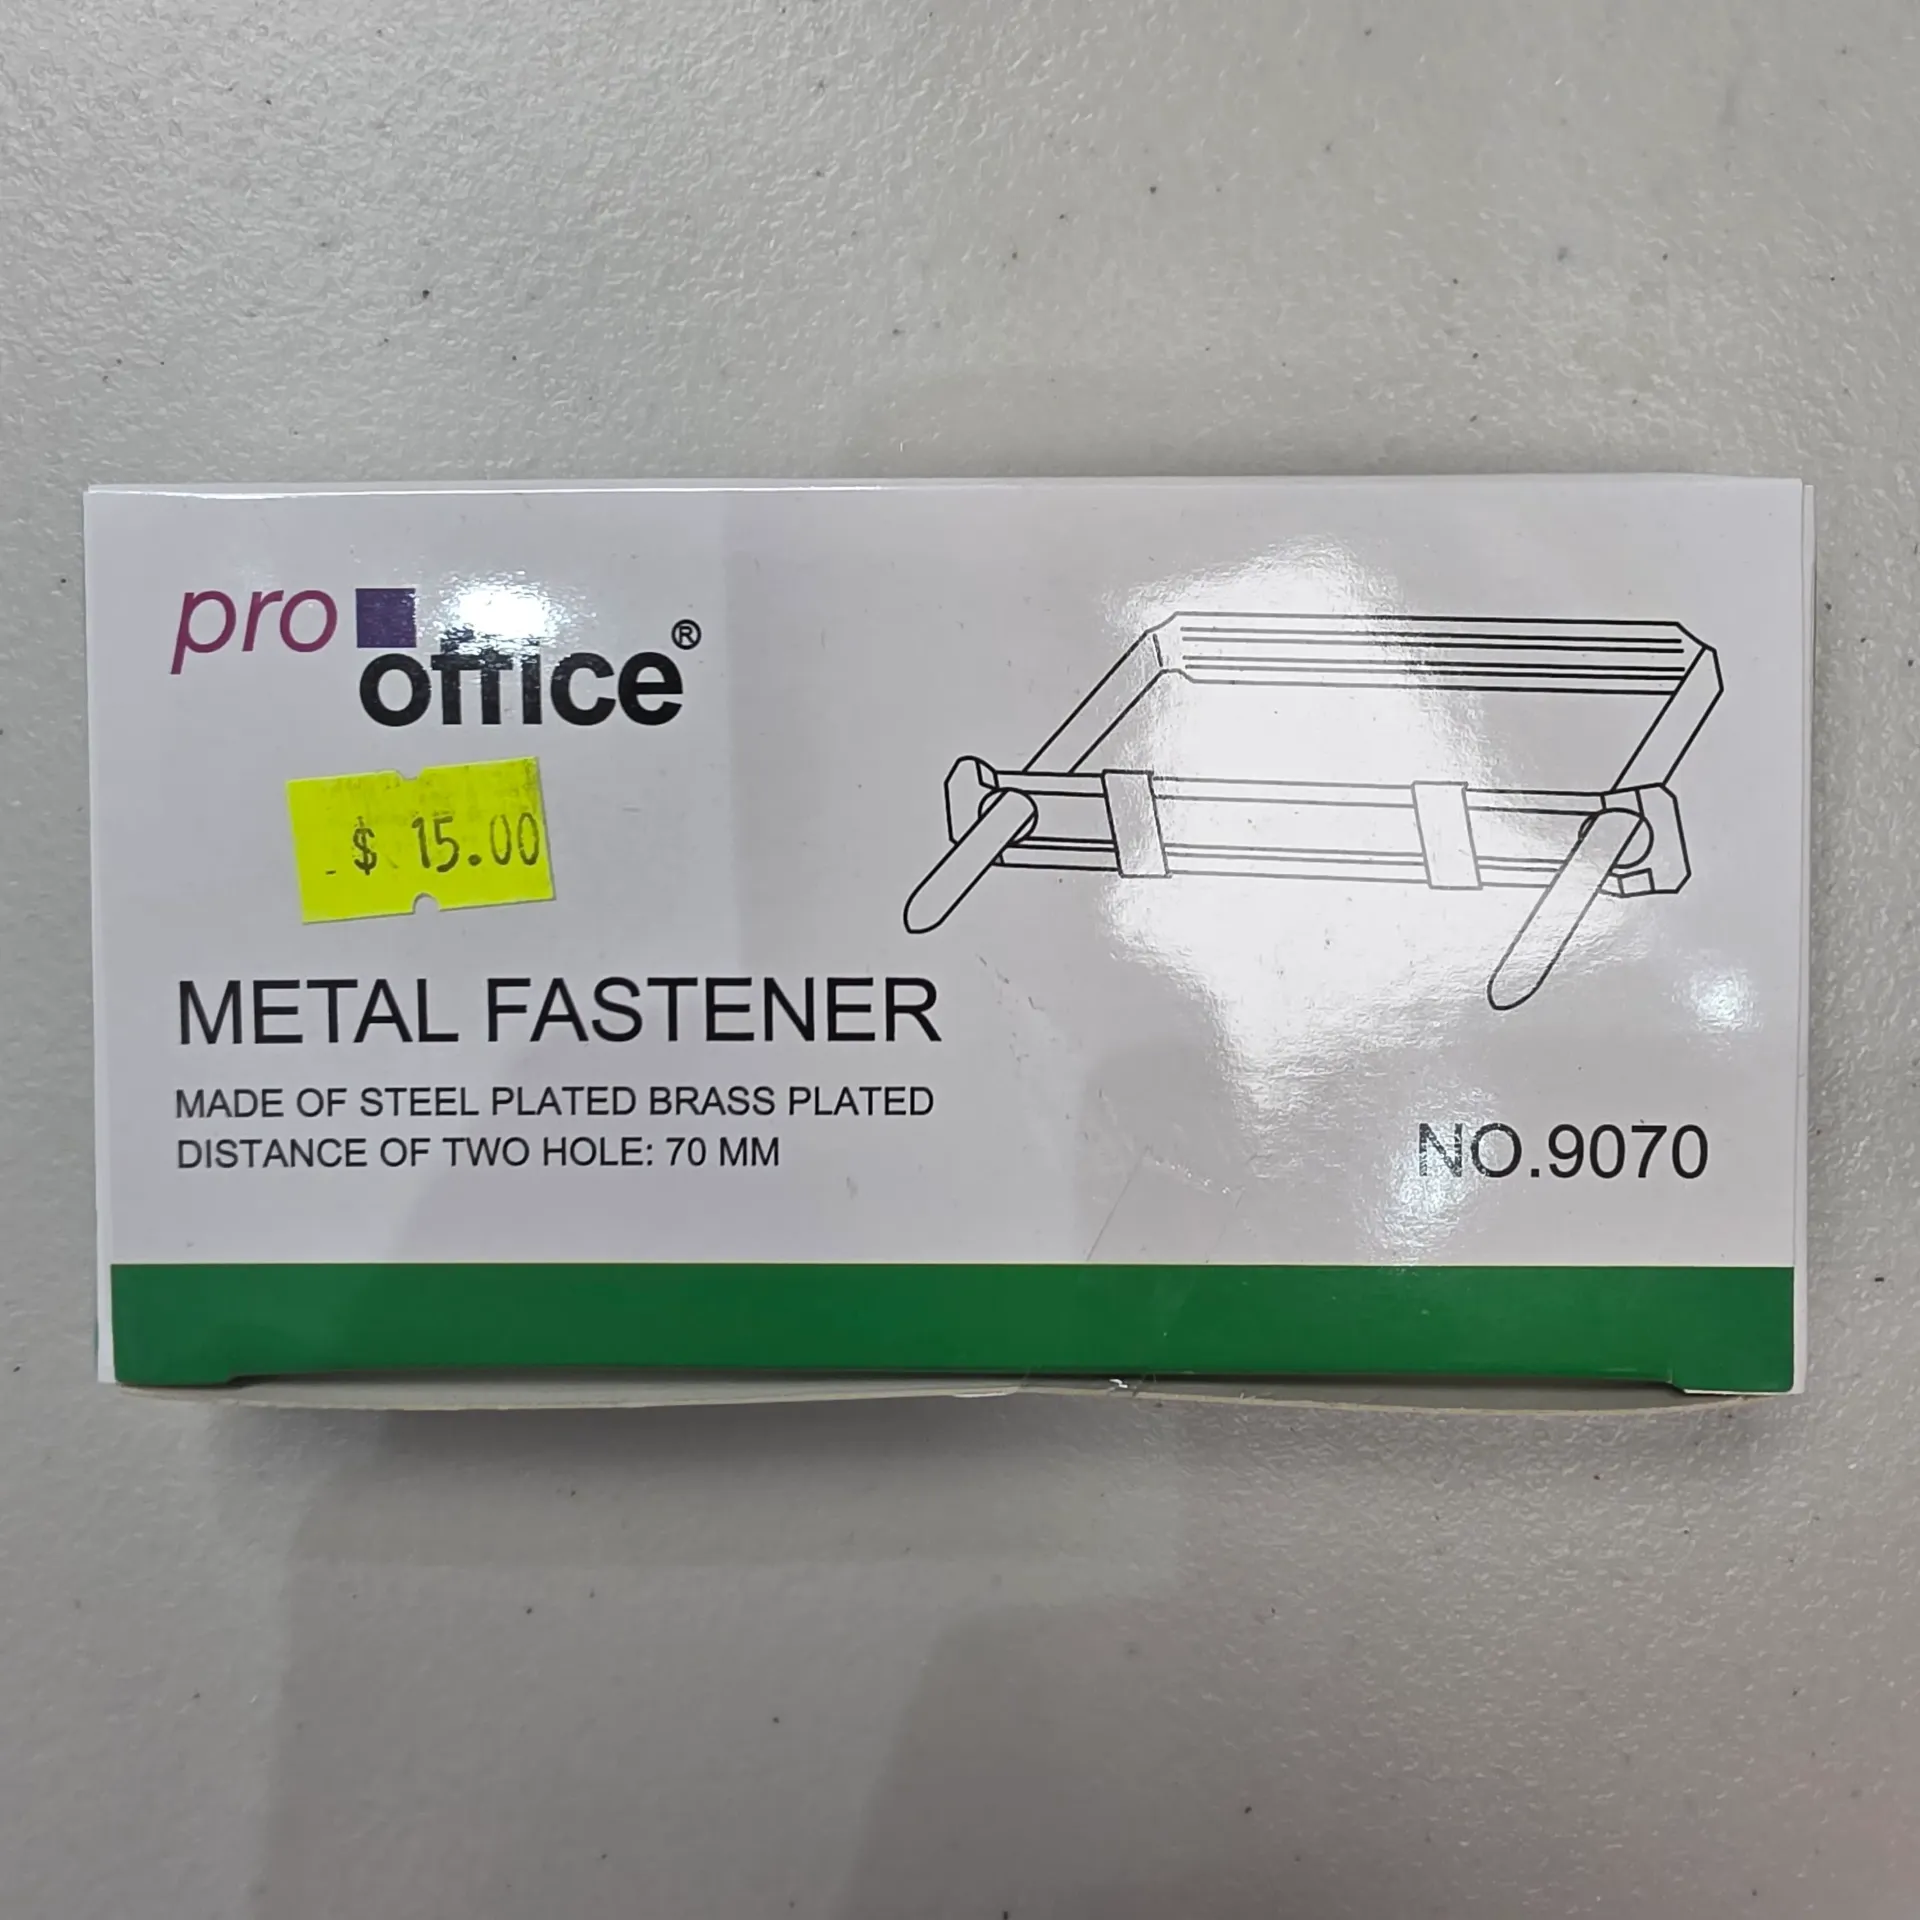 pro
office®
$ 15.00
METAL FASTENER
MADE OF STEEL PLATED BRASS PLATED
DISTANCE OF TWO HOLE: 70 MM
NO.9070